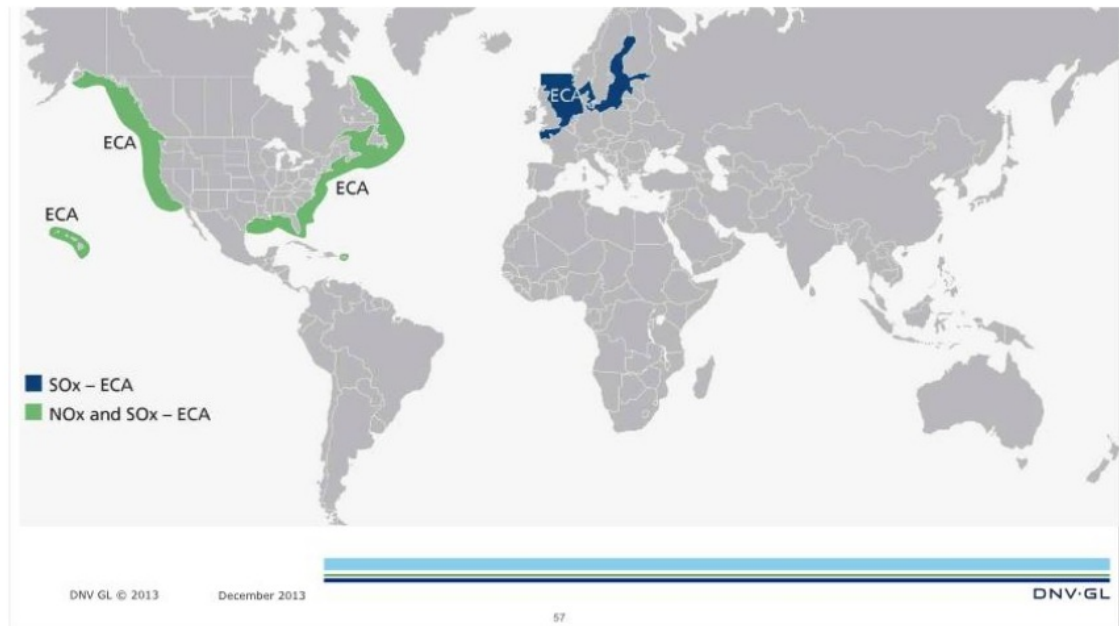 ECA
ECA
ECA
ECA
SOx – ECA
NOx and SOx – ECA
DNV GL © 2013
December 2013
DNV·GL
57